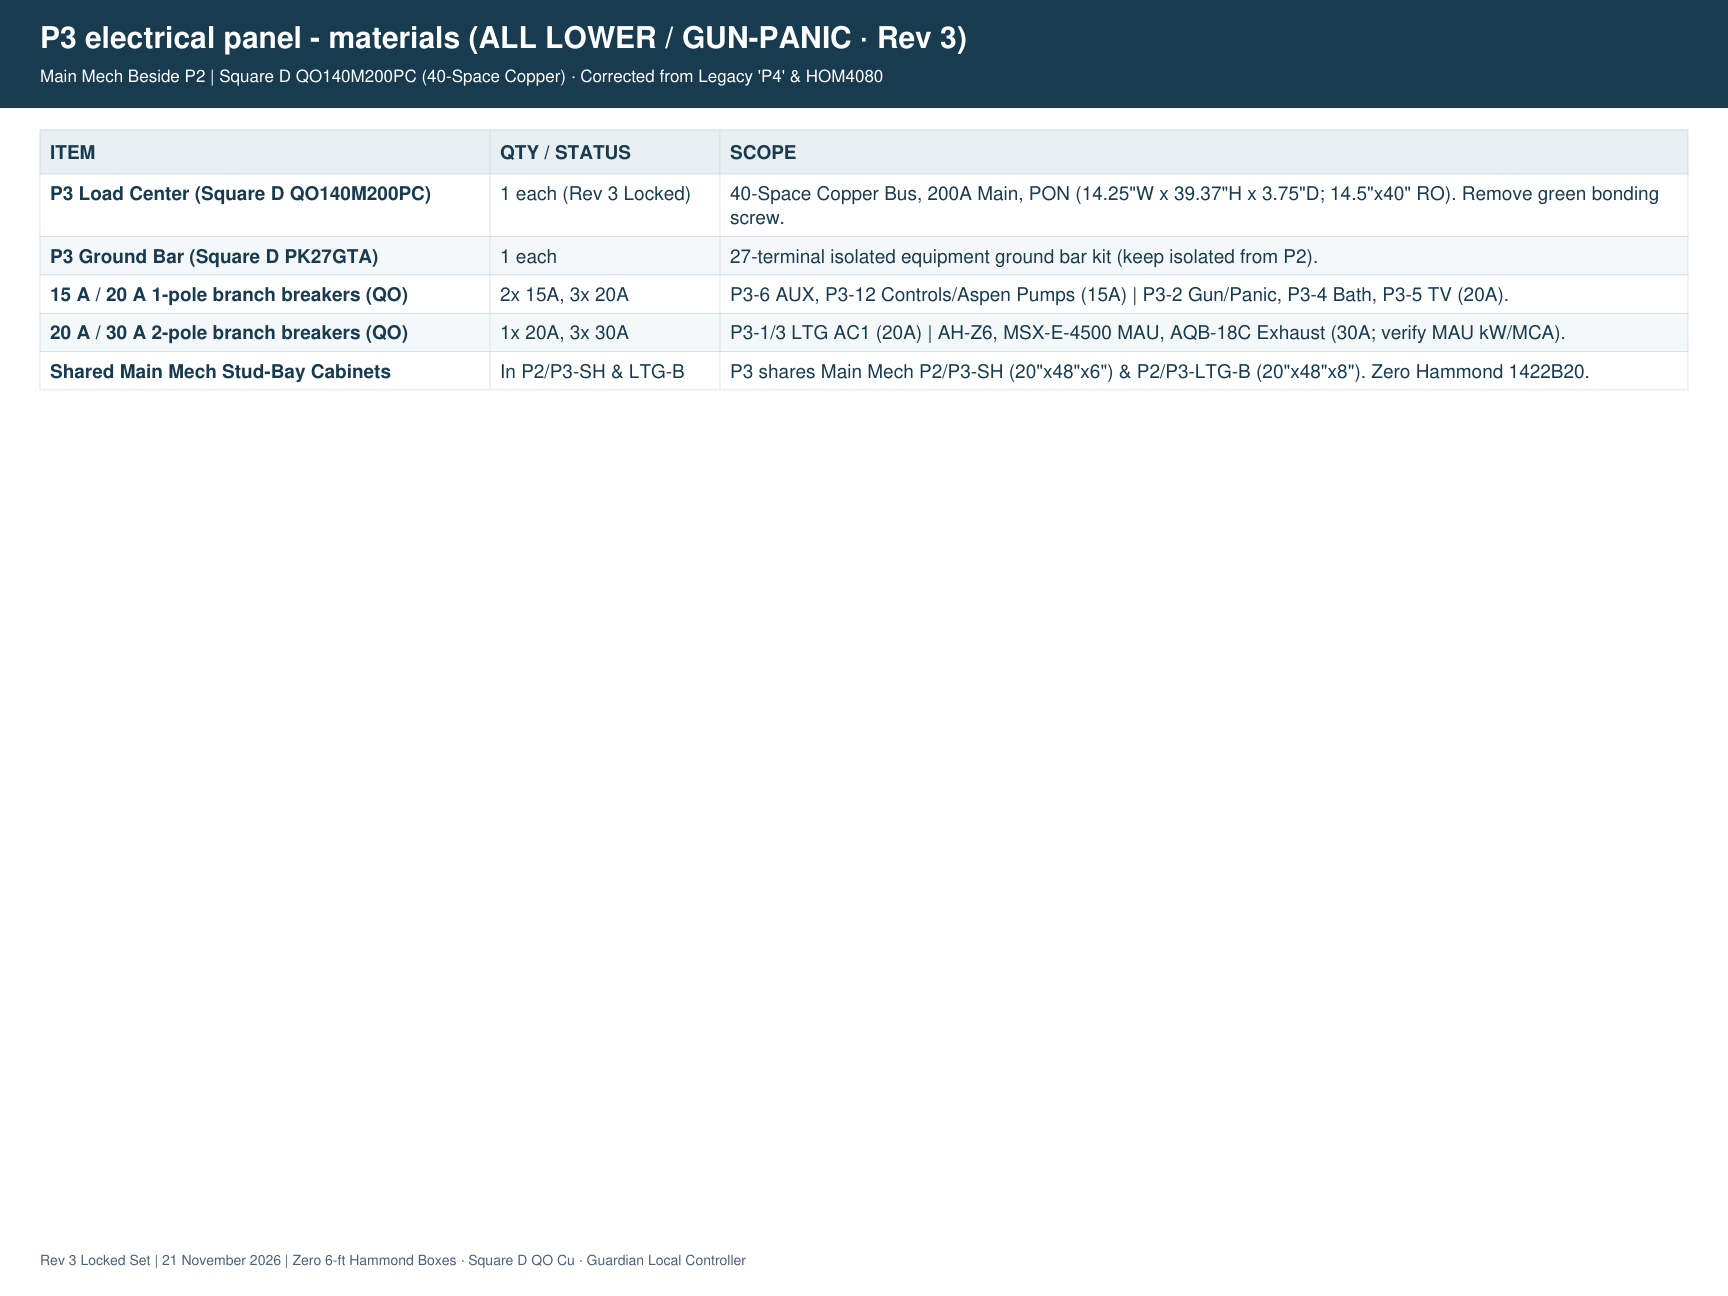 P3 electrical panel - materials (ALL LOWER / GUN-PANIC · Rev 3)
Main Mech Beside P2 | Square D QO140M200PC (40-Space Copper) · Corrected from Legacy 'P4' & HOM4080
ITEM QTY / STATUS SCOPE
P3 Load Center (Square D QO140M200PC) 1 each (Rev 3 Locked) 40-Space Copper Bus, 200A Main, PON (14.25"W x 39.37"H x 3.75"D; 14.5"x40" RO). Remove green bonding
screw.
P3 Ground Bar (Square D PK27GTA) 1 each 27-terminal isolated equipment ground bar kit (keep isolated from P2).
15 A / 20 A 1-pole branch breakers (QO) 2x 15A, 3x 20A P3-6 AUX, P3-12 Controls/Aspen Pumps (15A) | P3-2 Gun/Panic, P3-4 Bath, P3-5 TV (20A).
20 A / 30 A 2-pole branch breakers (QO) 1x 20A, 3x 30A P3-1/3 LTG AC1 (20A) | AH-Z6, MSX-E-4500 MAU, AQB-18C Exhaust (30A; verify MAU kW/MCA).
Shared Main Mech Stud-Bay Cabinets In P2/P3-SH & LTG-B P3 shares Main Mech P2/P3-SH (20"x48"x6") & P2/P3-LTG-B (20"x48"x8"). Zero Hammond 1422B20.
Rev 3 Locked Set | 21 November 2026 | Zero 6-ft Hammond Boxes · Square D QO Cu · Guardian Local Controller